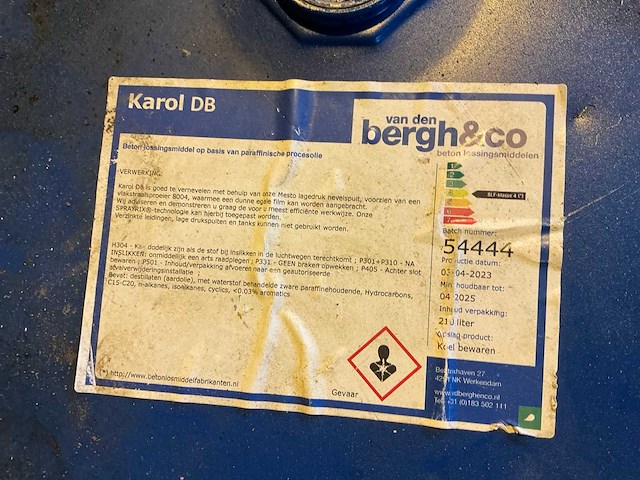 Karol DB
van den
bergh&co
beton lossingsmiddelen
Beton lossingsmiddel op basis van paraffinische procesolie
VERWERKING:
Karol DB is goed te vernevelen met behulp van onze Mesto lagedruk nevelspuit, voorzien van een
vlakstraalsproeier 8004, waarmee een dunne egale film kan worden aangebracht.
Wij adviseren en demonstreren u graag de voor u meest efficiënte werkwijze. Onze
SPRAYRIX®-technologie kan hierbij toegepast worden.
Verzinkte leidingen, lage drukspuiten en tanks kunnen niet gebruikt worden.
H304 - Kan dodelijk zijn als de stof bij inslikken in de luchtwegen terechtkomt ; P301+P310 - NA
INSLIKKEN: onmiddellijk een arts raadplegen ; P331 - GEEN braken opwekken ; P405 - Achter slot
bewaren ; P501 - Inhoud/verpakking afvoeren naar een geautoriseerde
afvalverwijderingsinstallatie ;
Bevat: destillaten (aardolie), met waterstof behandelde zware paraffinehoudende, Hydrocarbons,
C15-C20, n-alkanes, isoalkanes, cyclics, <0.03% aromatics
BLF-klasse 4 (*)
Batch nummer:
54444
Productie datum:
03-04-2023
Min. houdbaar tot:
04-2025
Inhoud verpakking:
210 liter
Opslag product:
Koel bewaren
(*) http://www.betonlosmiddelfabrikanten.nl
Gevaar
Beatrixhaven 27
4251 NK Werkendam
www.vdberghenco.nl
Tel. +31 (0)183 502 111